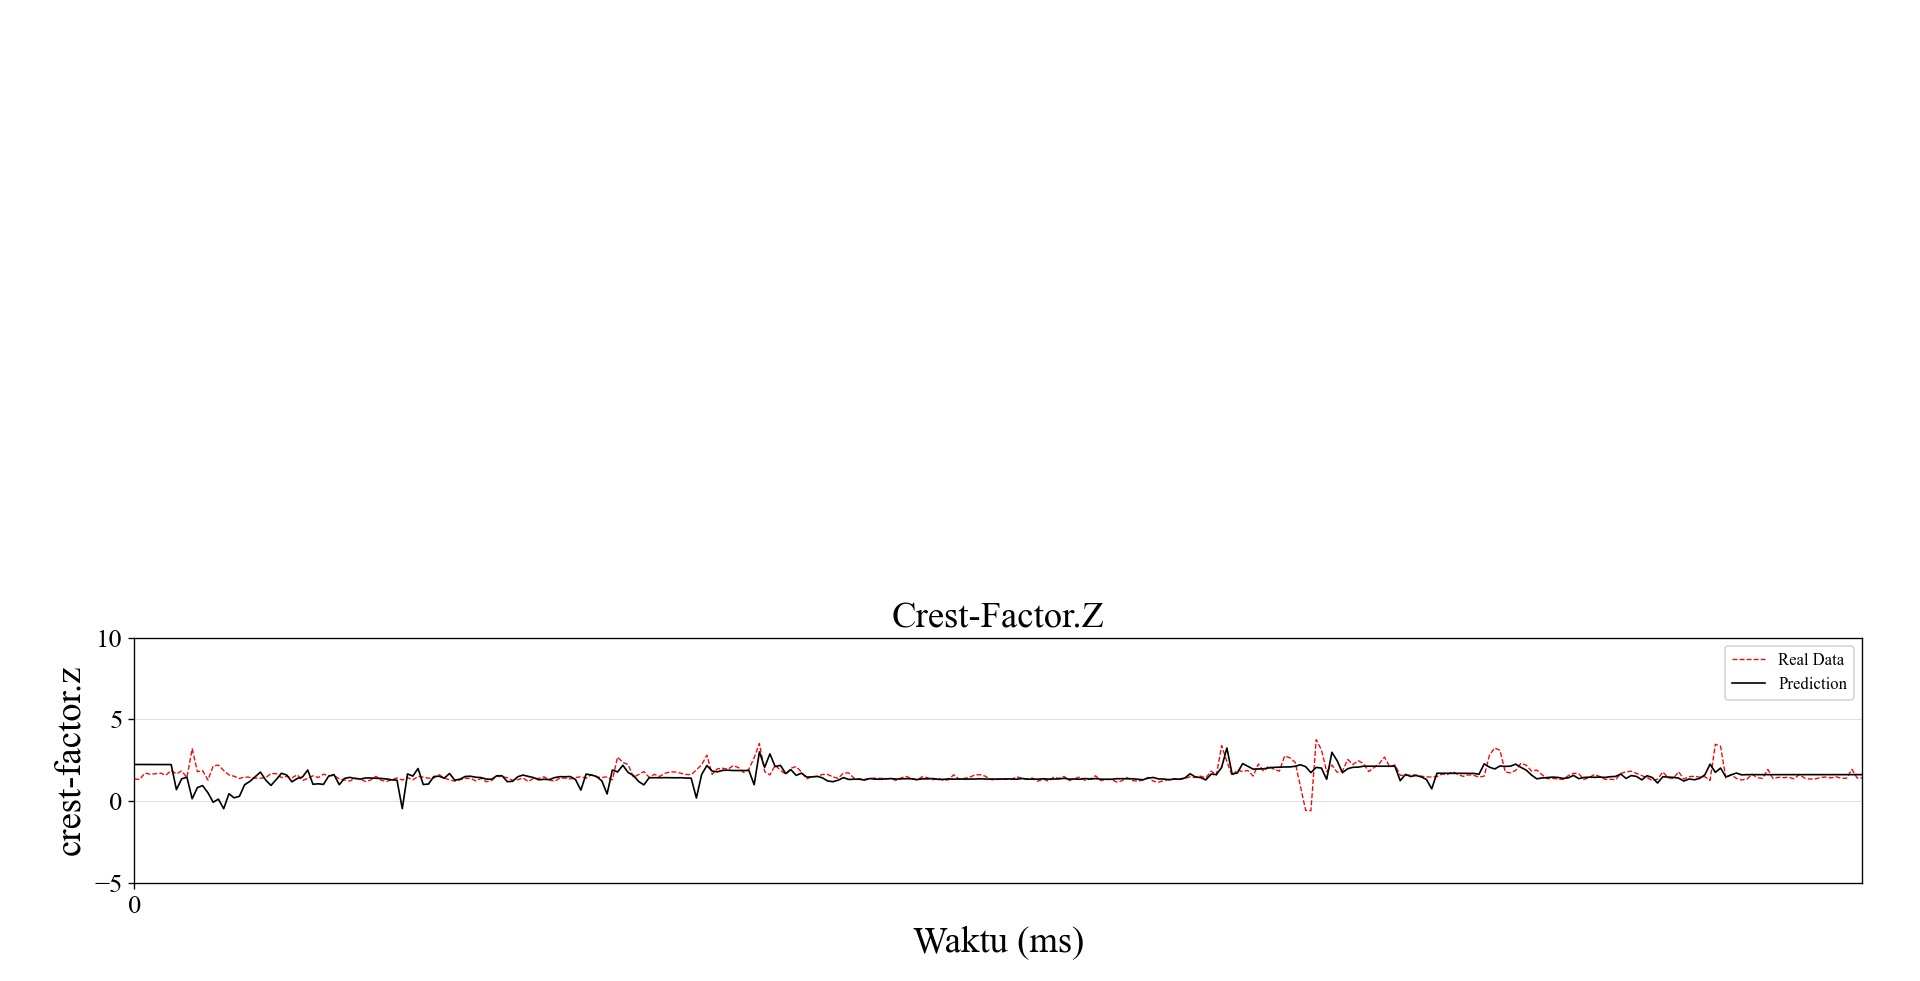 Crest-Factor.Z
10
5
0
−5
crest-factor.z
Real Data
Prediction
0
Waktu (ms)